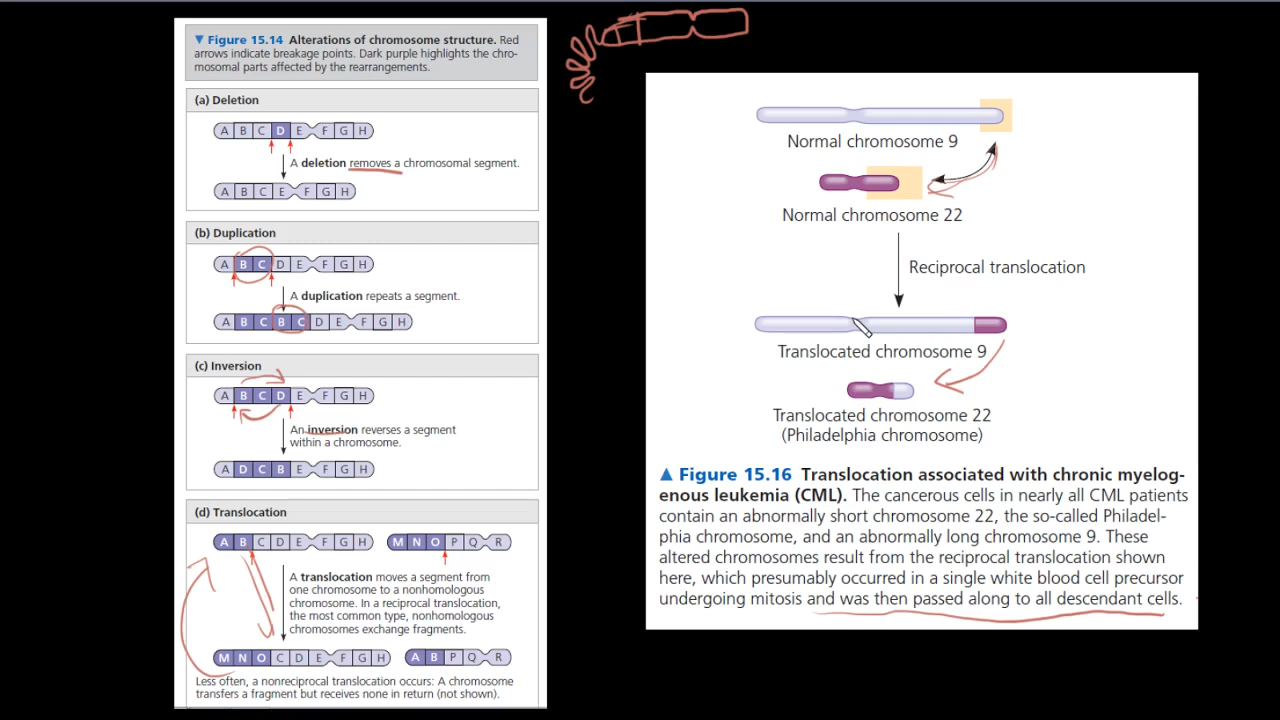 ▼ Figure 15.14 Alterations of chromosome structure. Red
arrows indicate breakage points. Dark purple highlights the chro-
mosomal parts affected by the rearrangements.
(a) Deletion
A B C D E F G H
A deletion removes a chromosomal segment.
A B C E F G H
(b) Duplication
A B C D E F G H
A duplication repeats a segment.
A B C B C D E F G H
(c) Inversion
A B C D E F G H
An inversion reverses a segment
within a chromosome.
A D C B E F G H
(d) Translocation
A B C D E F G H M N O P Q R
A translocation moves a segment from
one chromosome to a nonhomologous
chromosome. In a reciprocal translocation,
the most common type, nonhomologous
chromosomes exchange fragments.
M N O C D E F G H A B P Q R
Less often, a nonreciprocal translocation occurs: A chromosome
transfers a fragment but receives none in return (not shown).
Normal chromosome 9
Normal chromosome 22
Reciprocal translocation
Translocated chromosome 9
Translocated chromosome 22
(Philadelphia chromosome)
▲ Figure 15.16 Translocation associated with chronic myelog-
enous leukemia (CML). The cancerous cells in nearly all CML patients
contain an abnormally short chromosome 22, the so-called Philadel-
phia chromosome, and an abnormally long chromosome 9. These
altered chromosomes result from the reciprocal translocation shown
here, which presumably occurred in a single white blood cell precursor
undergoing mitosis and was then passed along to all descendant cells.